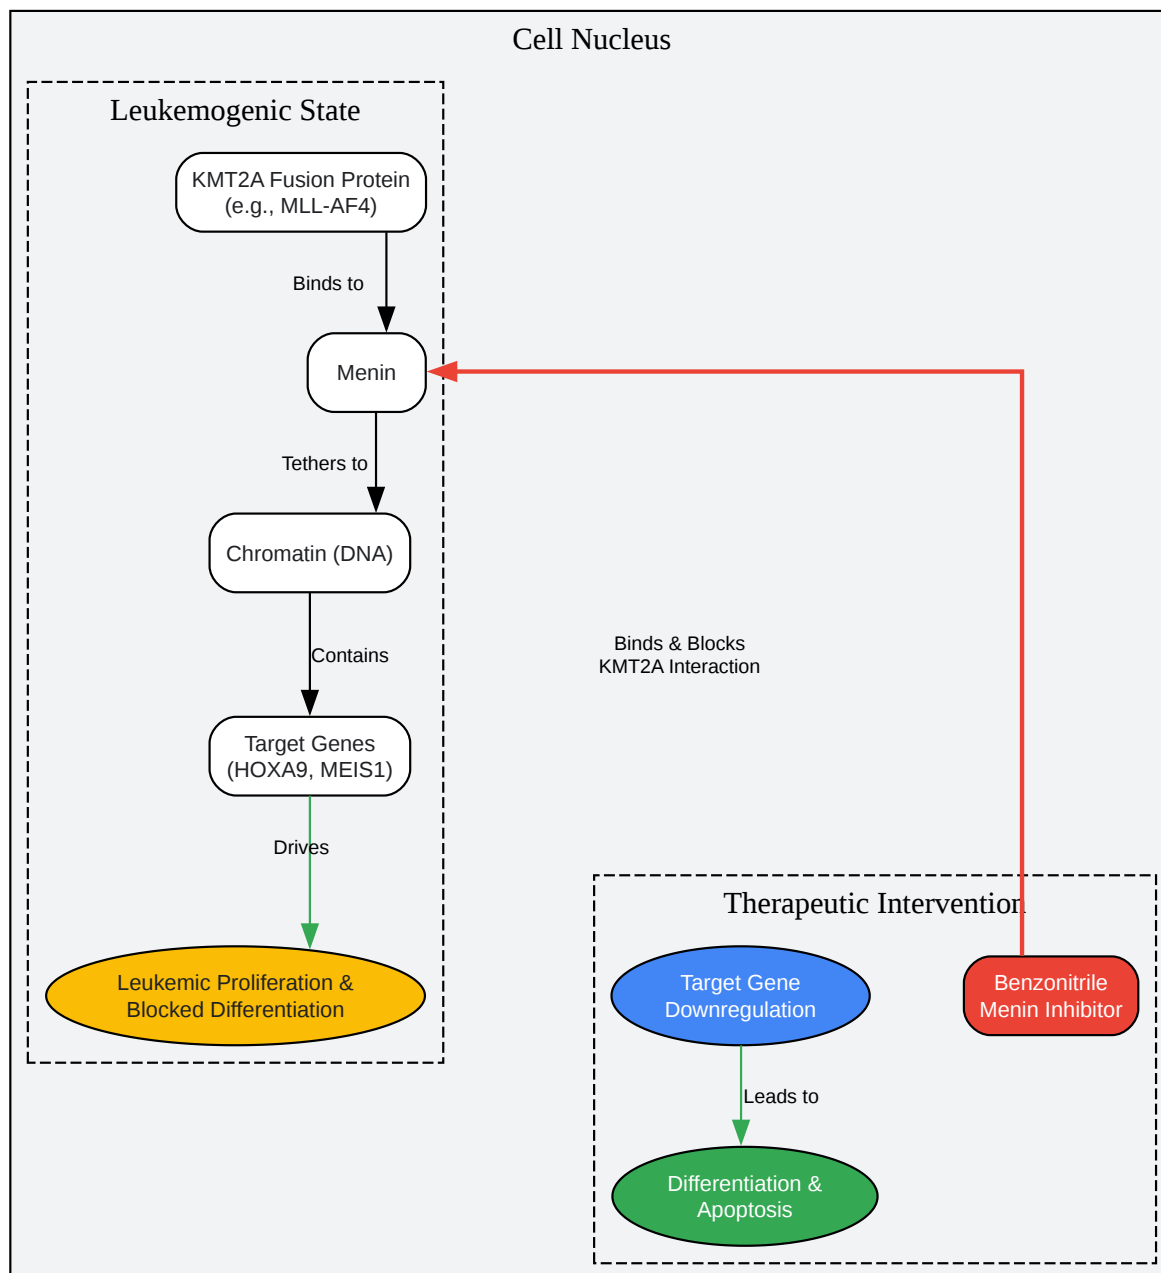 Cell Nucleus
Leukemogenic State
KMT2A Fusion Protein
(e.g., MLL-AF4)
Binds to
Menin
Tethers to
Chromatin (DNA)
Contains
Target Genes
(HOXA9, MEIS1)
Drives
Leukemic Proliferation &
Blocked Differentiation
Binds & Blocks
KMT2A Interaction
Therapeutic Intervention
Target Gene
Downregulation
Benzonitrile
Menin Inhibitor
Leads to
Differentiation &
Apoptosis